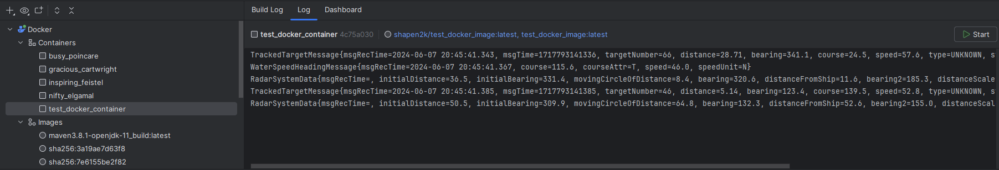 Build Log Log Dashboard
Docker
Containers
busy_poincare
gracious_cartwright
inspiring_feistel
nifty_elgamal
test_docker_container
Images
maven3.8.1-openjdk-11_build:latest
sha256:3a19ae7d63f8
sha256:7e6155be2f82
test_docker_container 4c75a030 shapen2k/test_docker_image:latest, test_docker_image:latest Start
TrackedTargetMessage{msgRecTime=2024-06-07 20:45:41.343, msgTime=1717793141336, targetNumber=66, distance=28.71, bearing=341.1, course=24.5, speed=57.6, type=UNKNOWN, s
WaterSpeedHeadingMessage{msgRecTime=2024-06-07 20:45:41.367, course=115.6, courseAttr=T, speed=46.0, speedUnit=N}
RadarSystemData{msgRecTime=, initialDistance=36.5, initialBearing=331.4, movingCircleOfDistance=8.4, bearing=320.6, distanceFromShip=11.6, bearing2=185.3, distanceScale
TrackedTargetMessage{msgRecTime=2024-06-07 20:45:41.385, msgTime=1717793141385, targetNumber=46, distance=5.14, bearing=123.4, course=139.5, speed=52.8, type=UNKNOWN, s
RadarSystemData{msgRecTime=, initialDistance=50.5, initialBearing=309.9, movingCircleOfDistance=64.8, bearing=132.3, distanceFromShip=52.6, bearing2=155.0, distanceScal